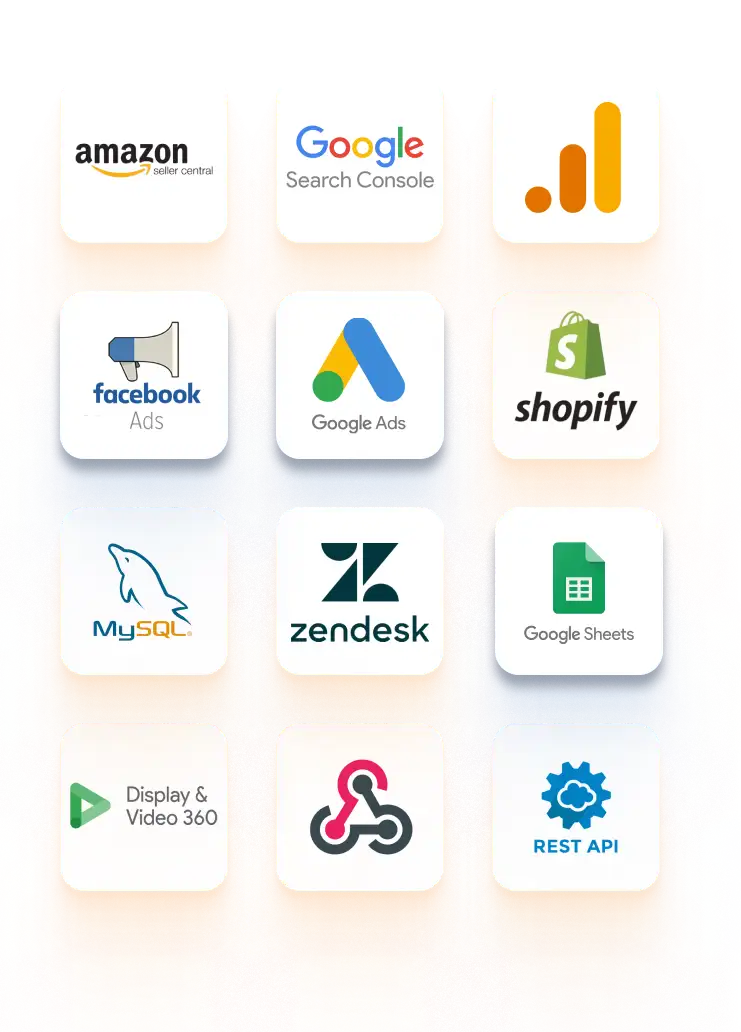 amazon
seller central
Google
Search Console
facebook
Ads
Google Ads
S
shopify
MySQL®
zendesk
Google Sheets
Display &
Video 360
REST API